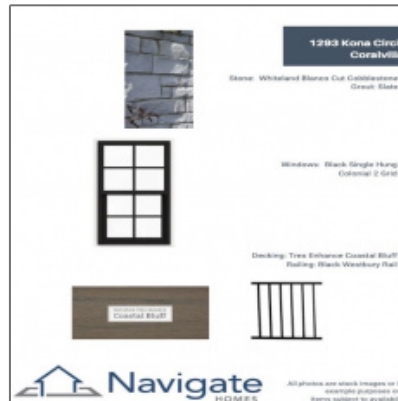 1293 Kona Circl
Coralvill
Stone: Whiteland Blanco Cut Cobblestone
Grout: Slate
Windows: Black Single Hung
Colonial 2 Grid
Decking: Trex Enhance Coastal Bluff
Railing: Black Westbury Rail
Coastal Bluff
Navigate
HOMES
All photos are stock images or f
example purposes o
items subject to availabil